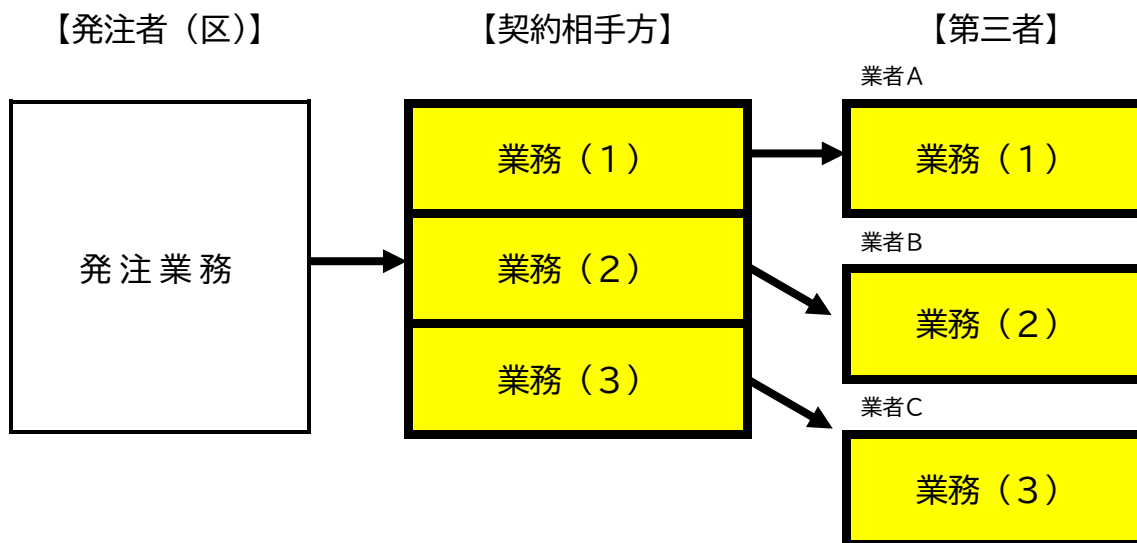 【発注者（区）】
【契約相手方】
【第三者】
業者A
業務（１）
業務（１）
業者B
発注業務
業務（２）
業務（２）
業務（３）
業者C
業務（３）